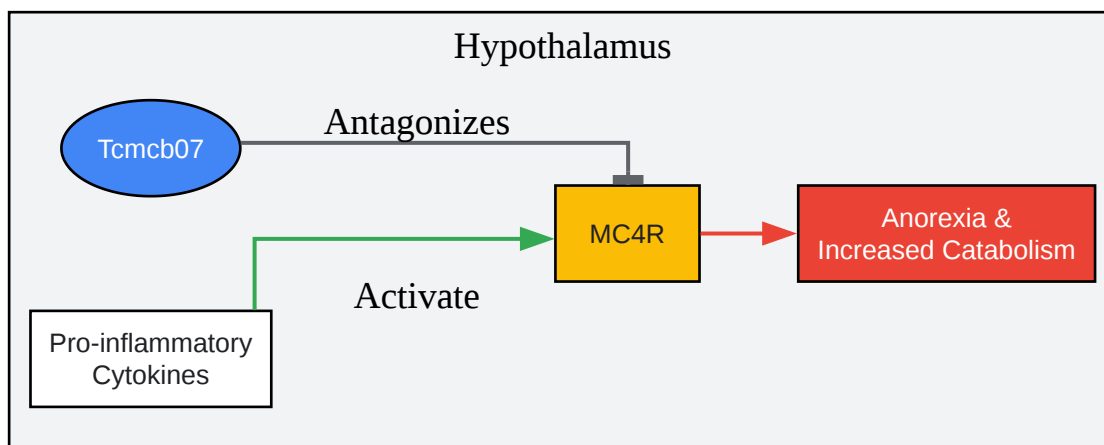 Hypothalamus
Antagonizes
Tcmcb07
MC4R
Anorexia &
Increased Catabolism
Activate
Pro-inflammatory
Cytokines